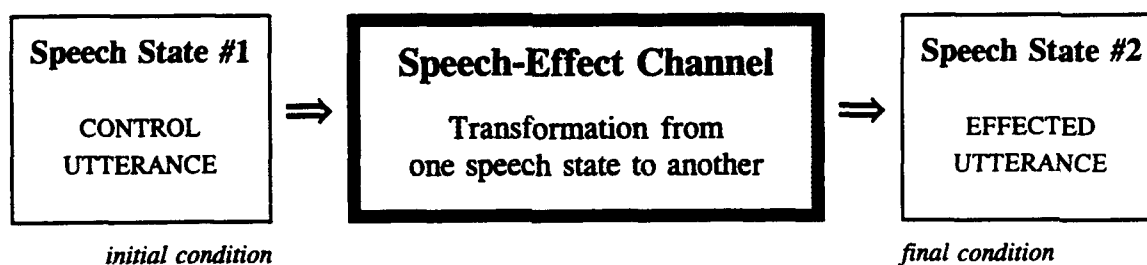 Speech State #1
CONTROL
UTTERANCE
⇒
Speech-Effect Channel
Transformation from
one speech state to another
⇒
Speech State #2
EFFECTED
UTTERANCE
initial condition
final condition